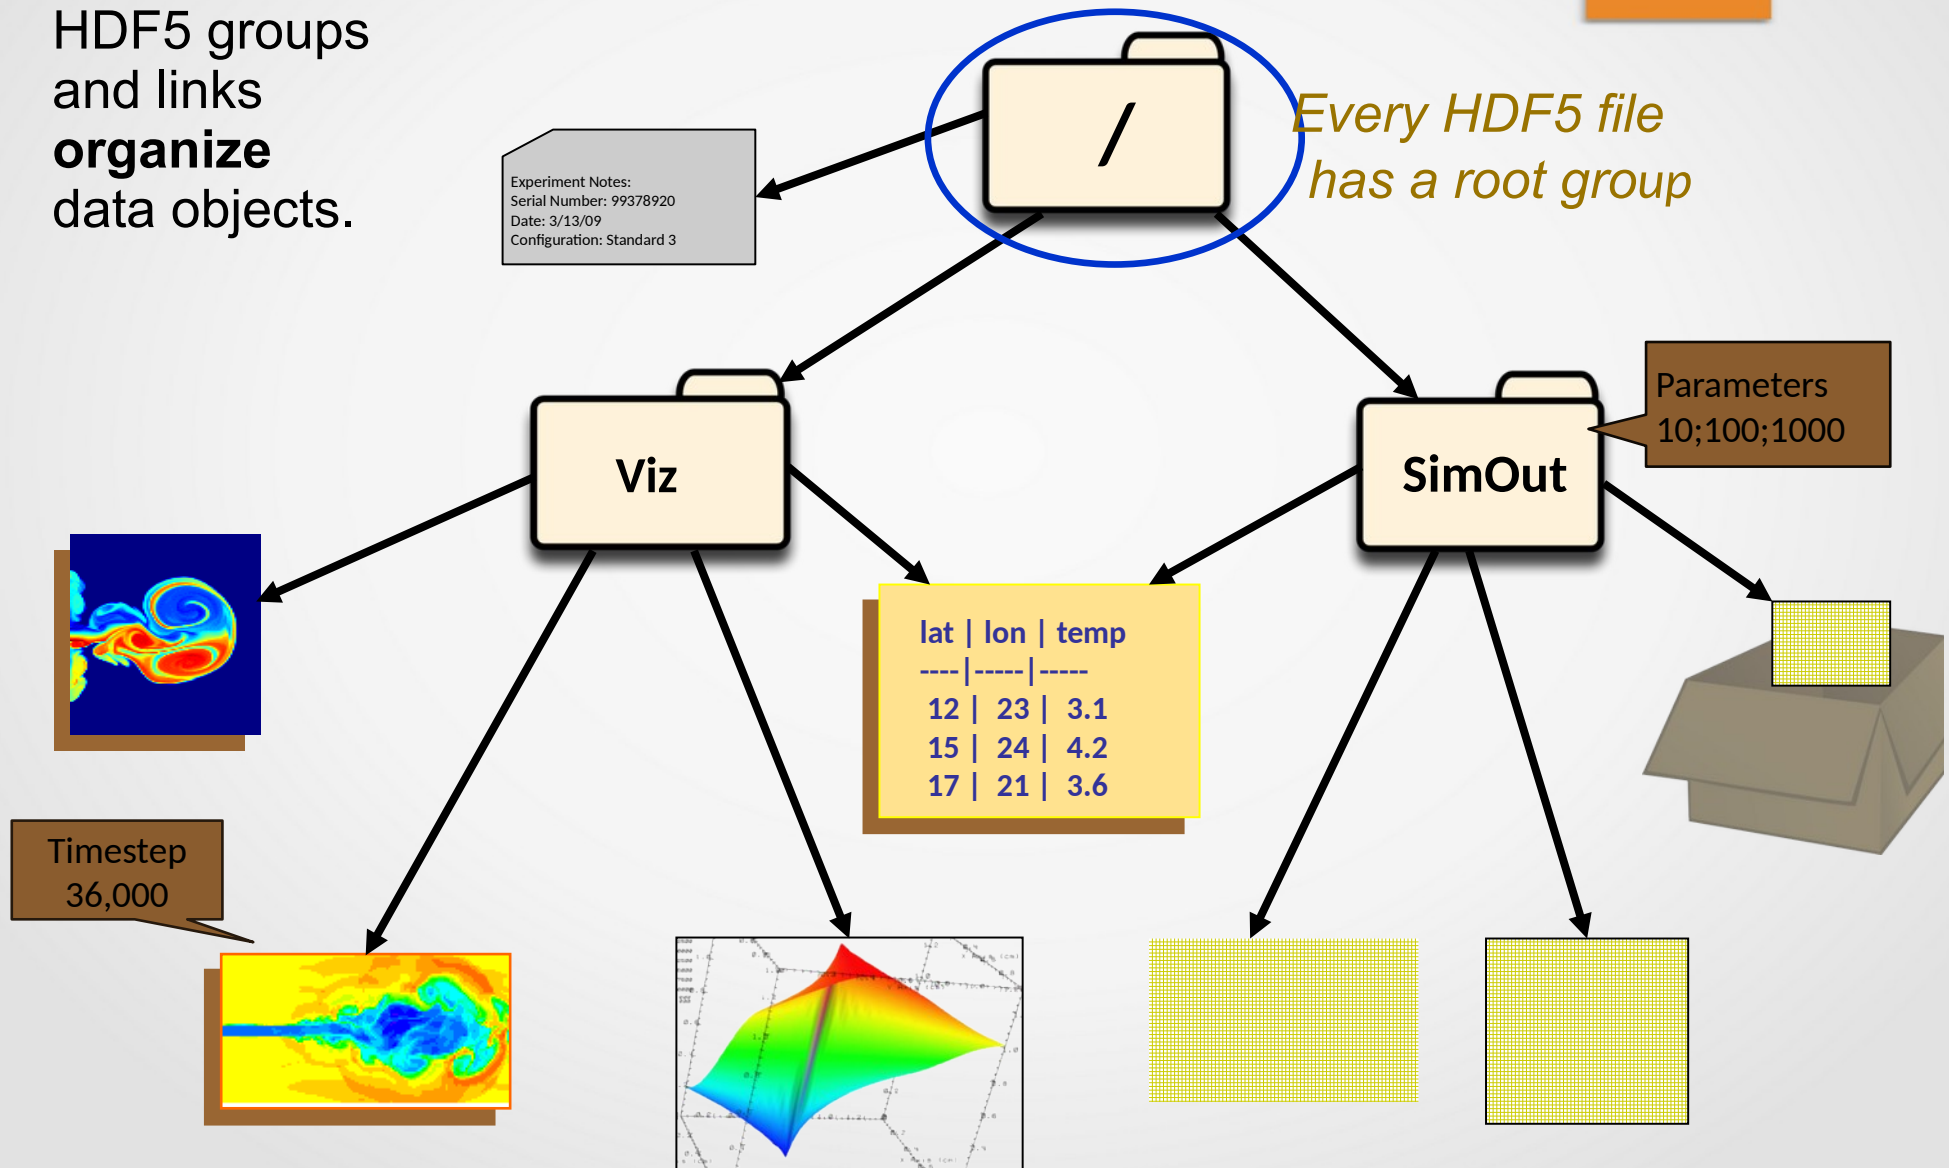 HDF5 groups
and links
organize
data objects.
/
Every HDF5 file
has a root group
Experiment Notes:
Serial Number: 99378920
Date: 3/13/09
Configuration: Standard 3
Parameters
10;100;1000
Viz
SimOut
lat | lon | temp
----|-----|-----
12 | 23 | 3.1
15 | 24 | 4.2
17 | 21 | 3.6
Timestep
36,000